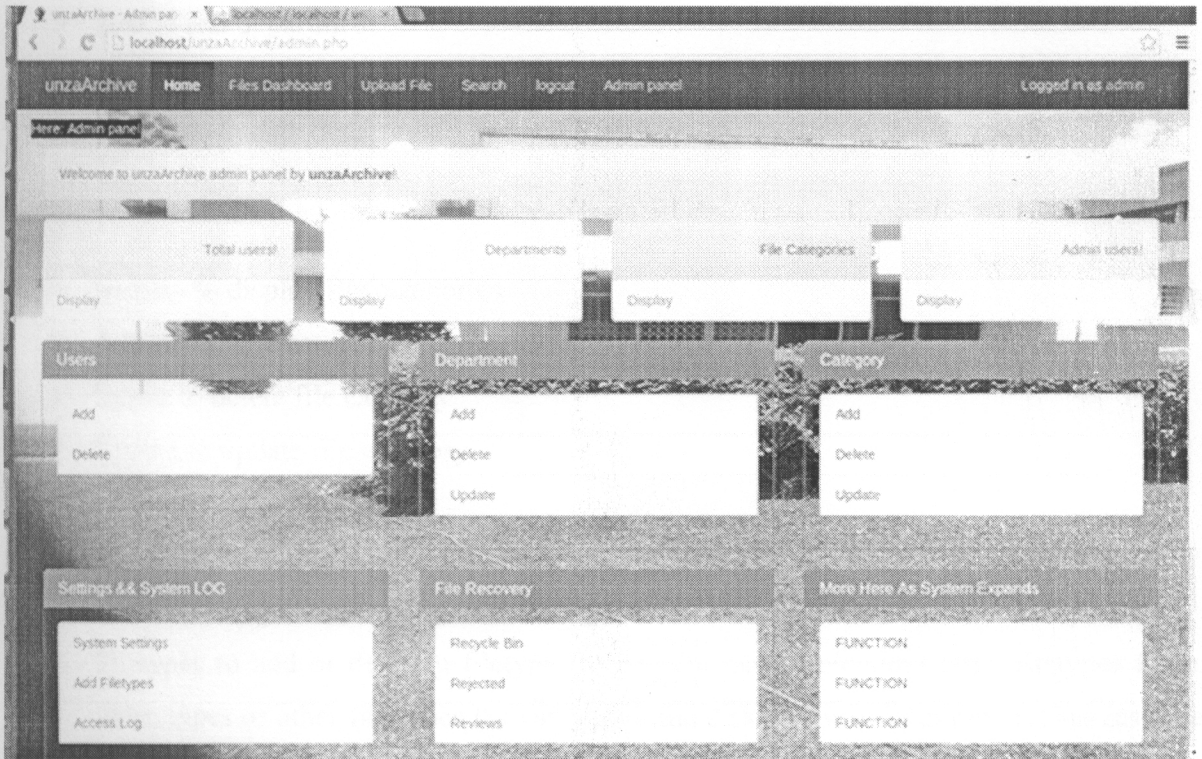 unzaArchive - Admin pa
localhost / localhost / un
localhost/unzaArchive/admin.php
unzaArchive Home Files Dashboard Upload File Search logout Admin panel Logged in as admin
Here: Admin panel
Welcome to unzaArchive admin panel by unzaArchive!
Total users! Departments File Categories Admin users!
Display Display Display Display
Users Department Category
Add Add Add
Delete Delete Delete
Update Update
Settings && System LOG File Recovery More Here As System Expands
System Settings Recycle Bin FUNCTION
Add Filetypes Rejected FUNCTION
Access Log Reviews FUNCTION